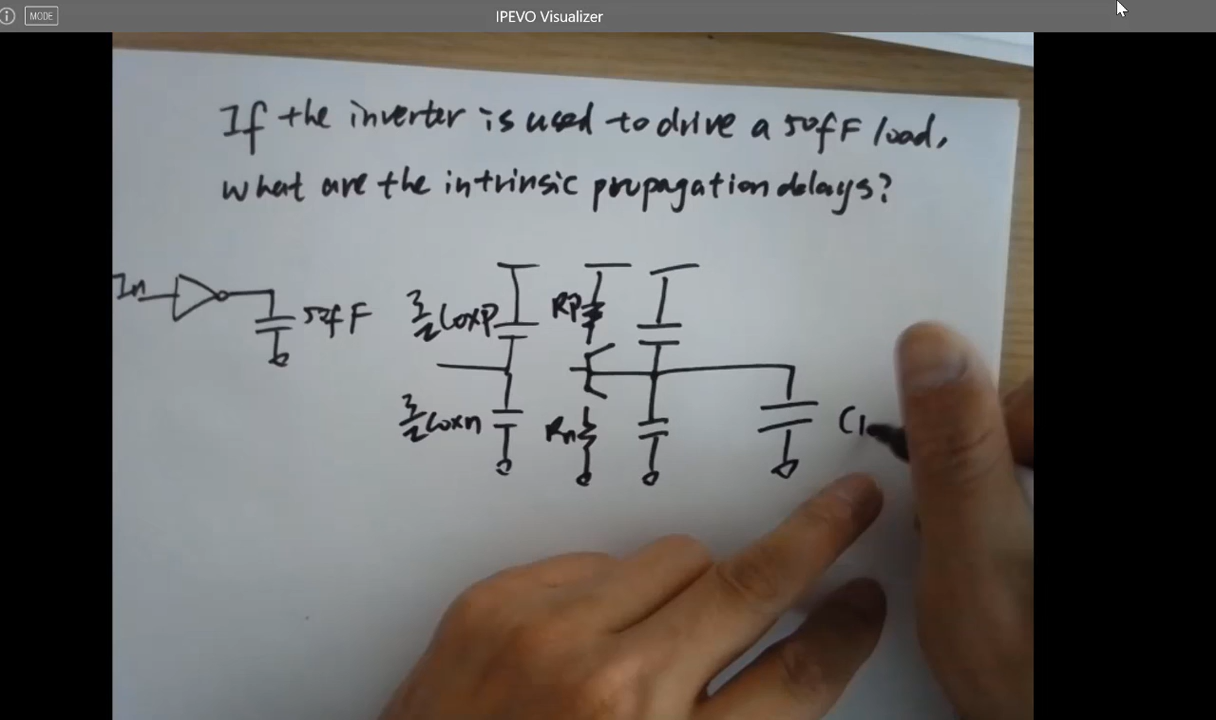 MODE
IPEVO Visualizer
If the inverter is used to drive a 50fF load,
What are the intrinsic propagation delays?
In
50fF
3/2 Coxp
Rp
3/2 Coxn
Rn
Cl